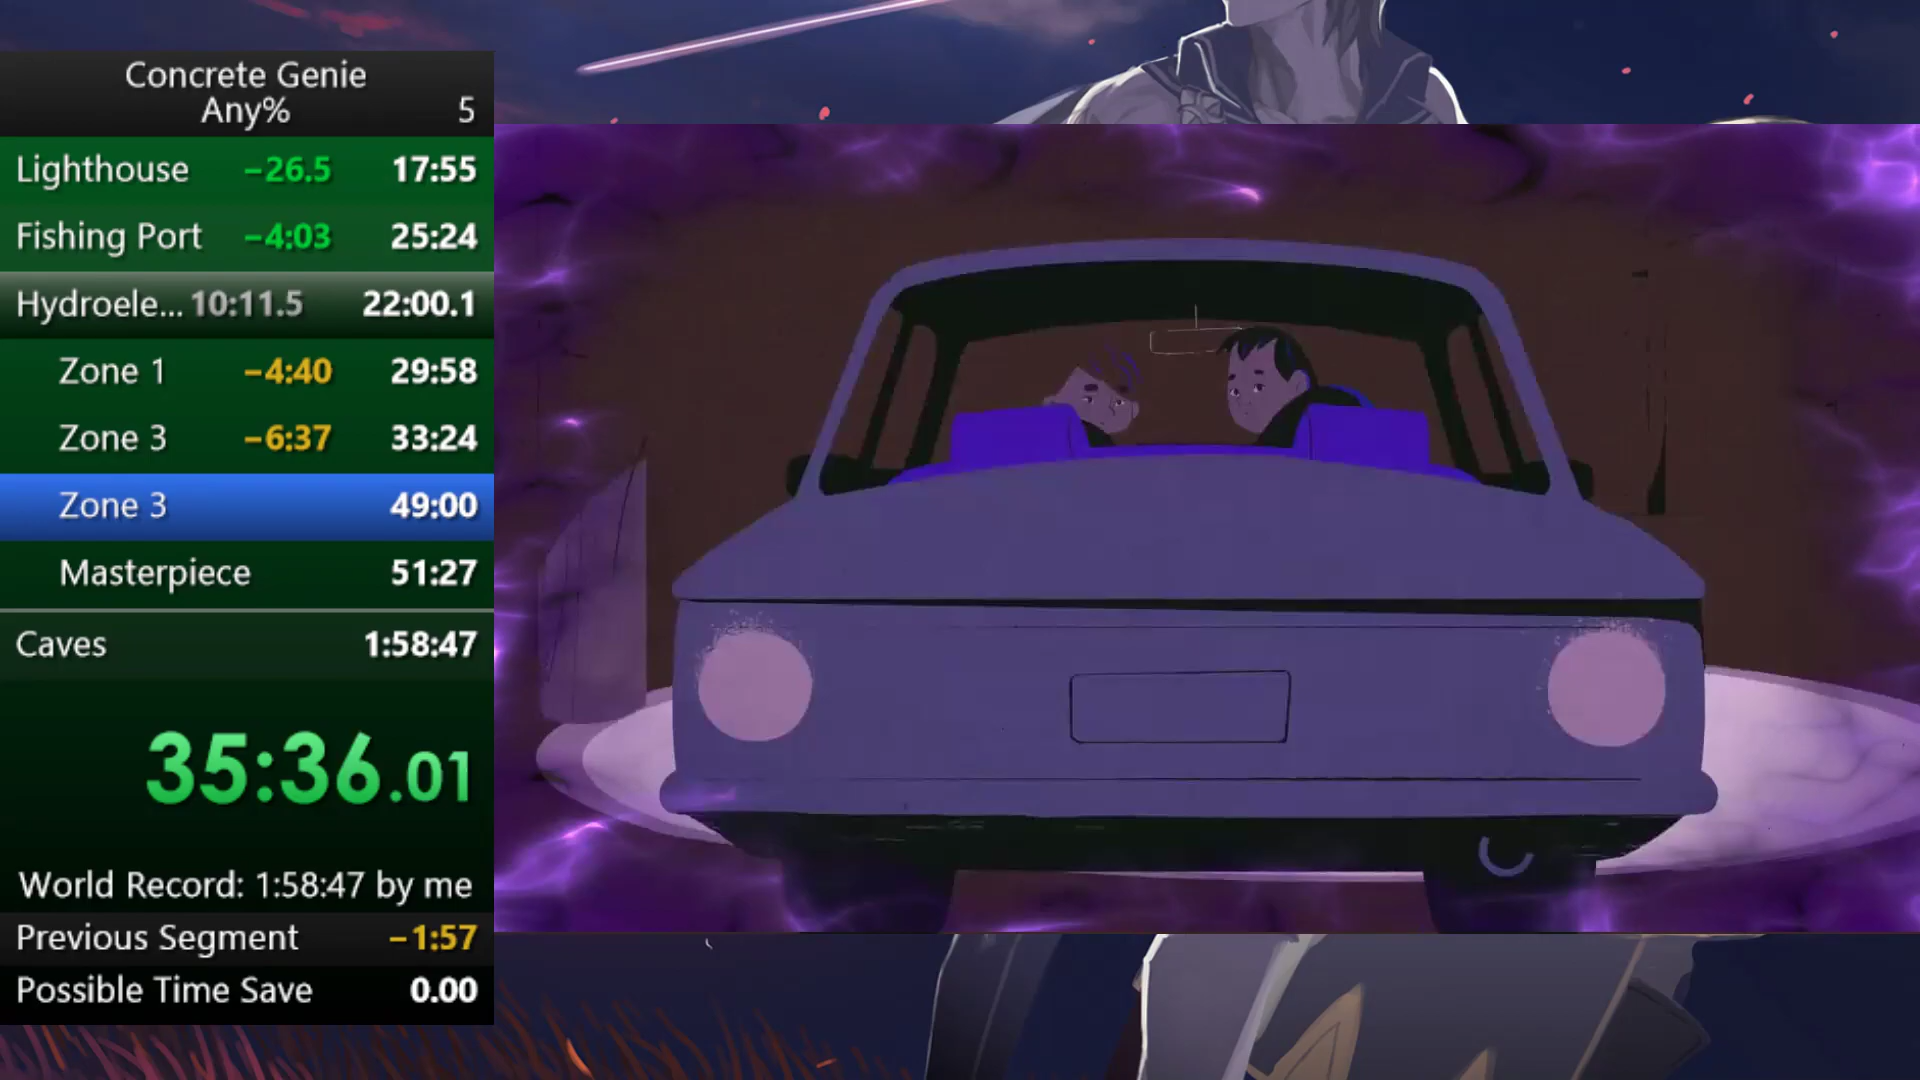 Concrete Genie
Any% 5
Lighthouse -26.5 17:55
Fishing Port -4:03 25:24
Hydroele... 10:11.5 22:00.1
Zone 1 -4:40 29:58
Zone 3 -6:37 33:24
Zone 3 49:00
Masterpiece 51:27
Caves 1:58:47
35:36.01
World Record: 1:58:47 by me
Previous Segment -1:57
Possible Time Save 0.00